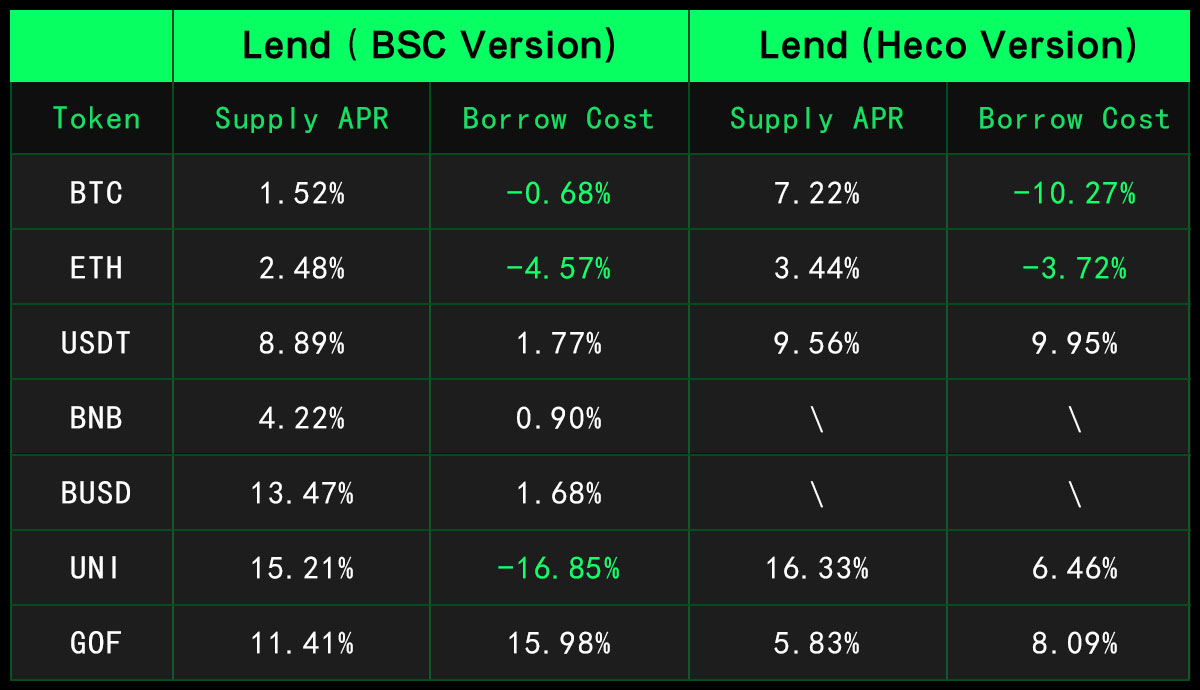 Lend ( BSC Version) Lend (Heco Version)
Token Supply APR Borrow Cost Supply APR Borrow Cost
BTC 1.52% -0.68% 7.22% -10.27%
ETH 2.48% -4.57% 3.44% -3.72%
USDT 8.89% 1.77% 9.56% 9.95%
BNB 4.22% 0.90% \ \
BUSD 13.47% 1.68% \ \
UNI 15.21% -16.85% 16.33% 6.46%
GOF 11.41% 15.98% 5.83% 8.09%